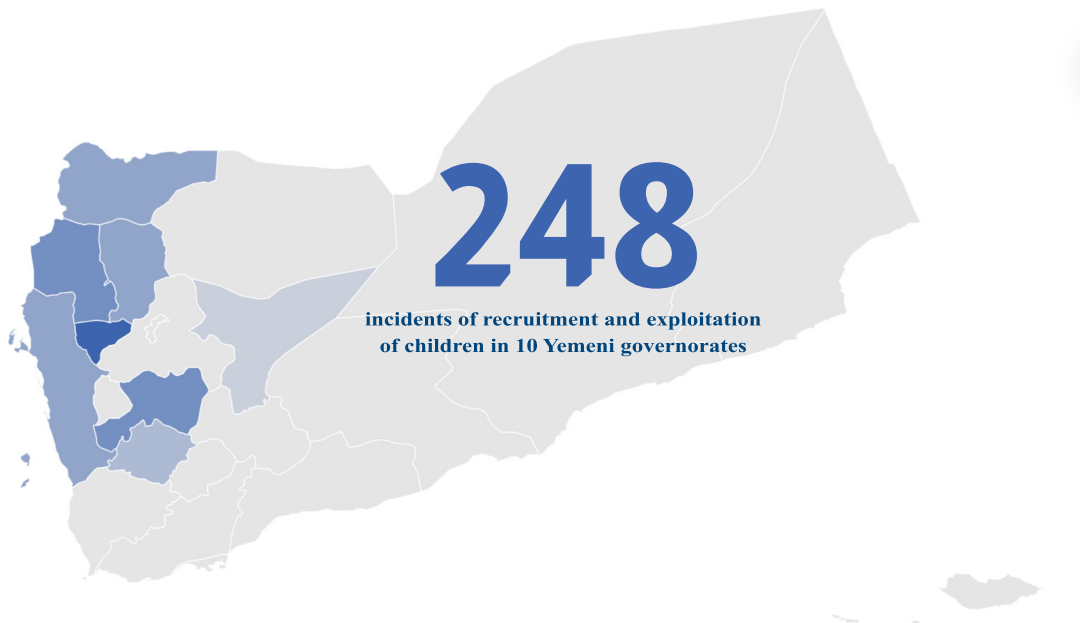 248
incidents of recruitment and exploitation
of children in 10 Yemeni governorates